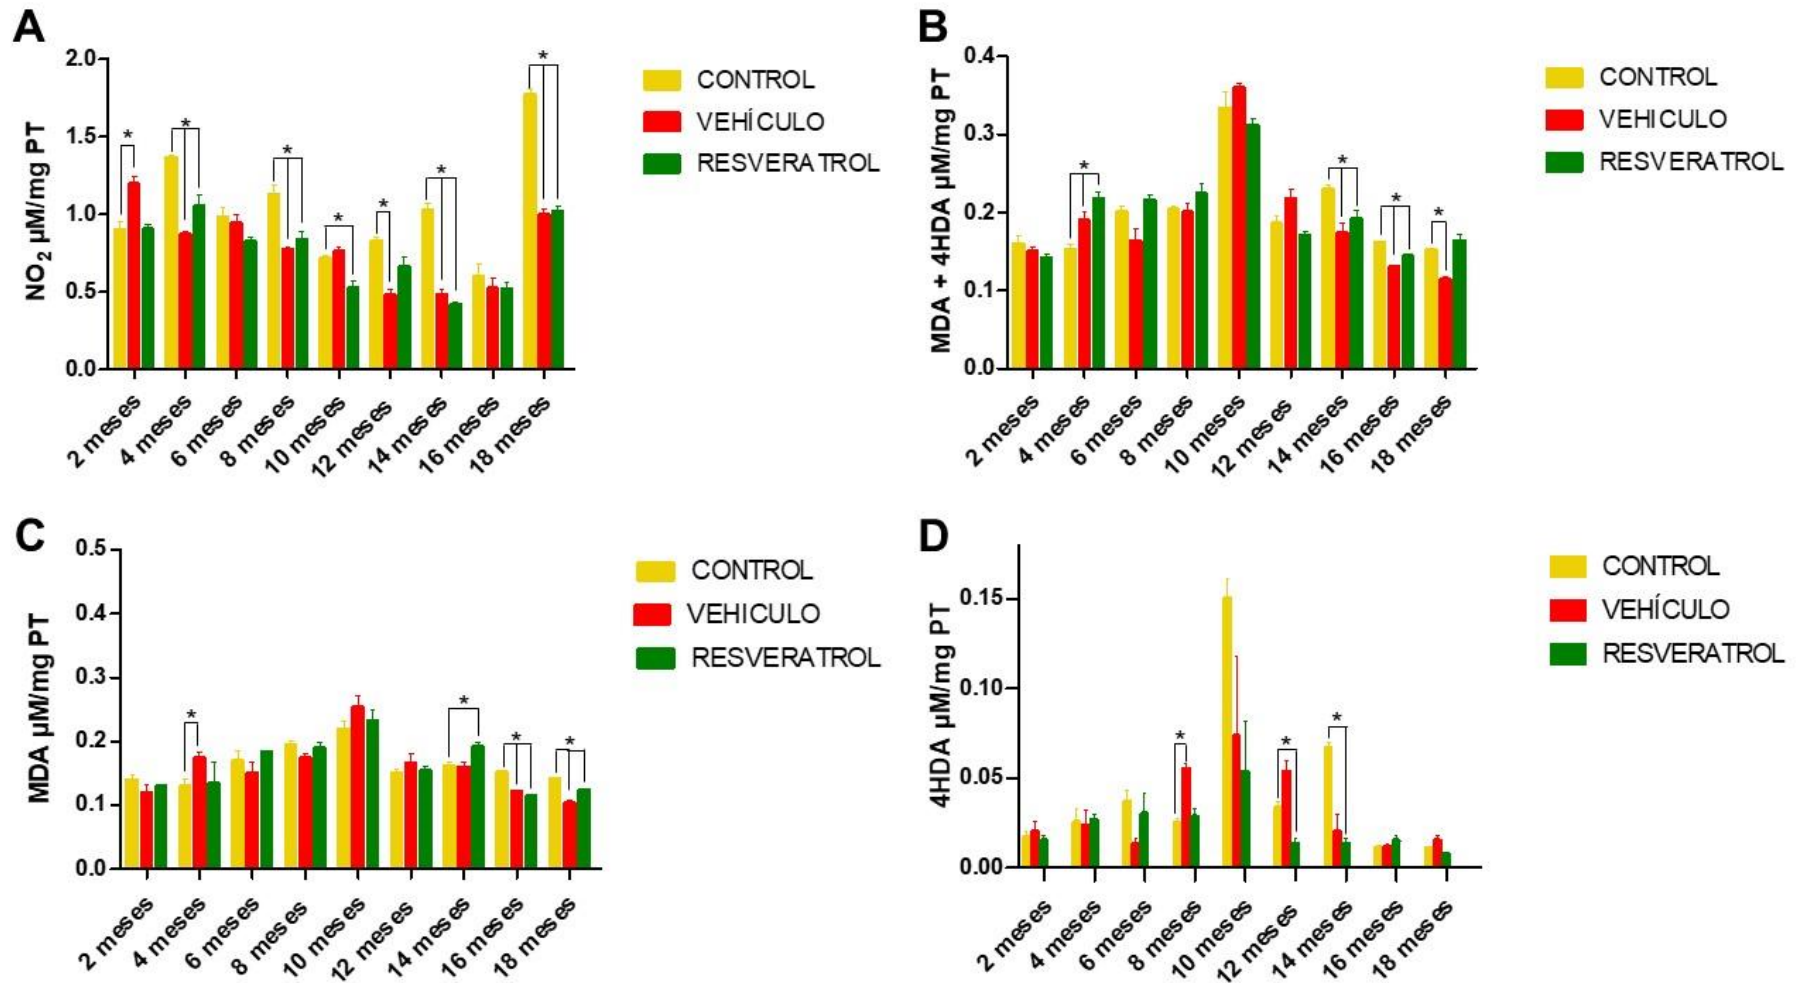 A
NO2 µM/mg PT
2.0
1.5
1.0
0.5
0.0
* * * * * * *
2 meses
4 meses
6 meses
8 meses
10 meses
12 meses
14 meses
16 meses
18 meses
CONTROL
VEHÍCULO
RESVERATROL
B
MDA + 4HDA µM/mg PT
0.4
0.3
0.2
0.1
0.0
* * * *
2 meses
4 meses
6 meses
8 meses
10 meses
12 meses
14 meses
16 meses
18 meses
CONTROL
VEHICULO
RESVERATROL
C
MDA µM/mg PT
0.5
0.4
0.3
0.2
0.1
0.0
* * * *
2 meses
4 meses
6 meses
8 meses
10 meses
12 meses
14 meses
16 meses
18 meses
CONTROL
VEHICULO
RESVERATROL
D
4HDA µM/mg PT
0.15
0.10
0.05
0.00
* * *
2 meses
4 meses
6 meses
8 meses
10 meses
12 meses
14 meses
16 meses
18 meses
CONTROL
VEHÍCULO
RESVERATROL